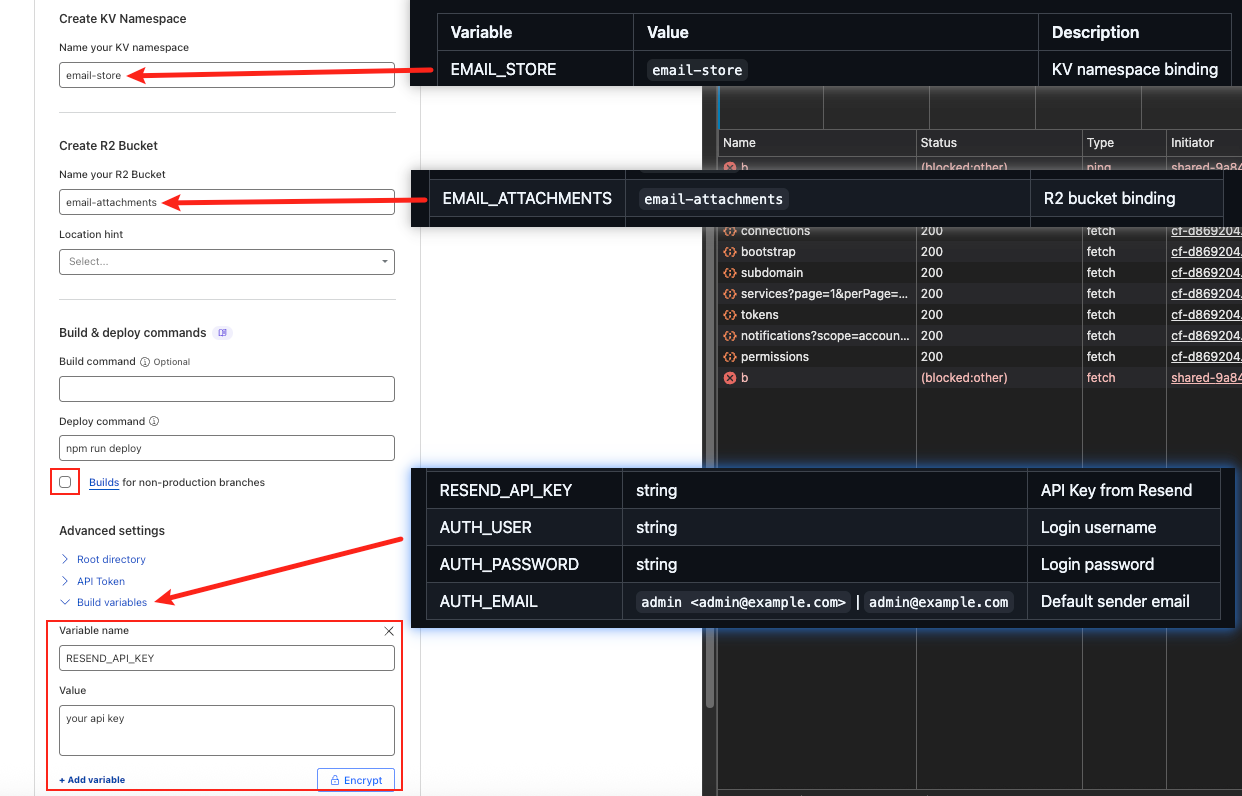 Create KV Namespace
Name your KV namespace
email-store
Create R2 Bucket
Name your R2 Bucket
email-attachments
Location hint
Select...
Build & deploy commands
Build command Optional
Deploy command
npm run deploy
Builds for non-production branches
Advanced settings
Root directory
API Token
Build variables
Variable name
RESEND_API_KEY
Value
your api key
+ Add variable
Encrypt
Variable Value Description
EMAIL_STORE email-store KV namespace binding
Name Status Type Initiator
b (blocked:other) ping shared-9a84
EMAIL_ATTACHMENTS email-attachments R2 bucket binding
connections 200 fetch cf-d869204.
bootstrap 200 fetch cf-d869204.
subdomain 200 fetch cf-d869204.
services?page=1&perPage=... 200 fetch cf-d869204.
tokens 200 fetch cf-d869204.
notifications?scope=accoun... 200 fetch cf-d869204.
permissions 200 fetch cf-d869204.
b (blocked:other) fetch shared-9a84
RESEND_API_KEY string API Key from Resend
AUTH_USER string Login username
AUTH_PASSWORD string Login password
AUTH_EMAIL admin <admin@example.com> | admin@example.com Default sender email